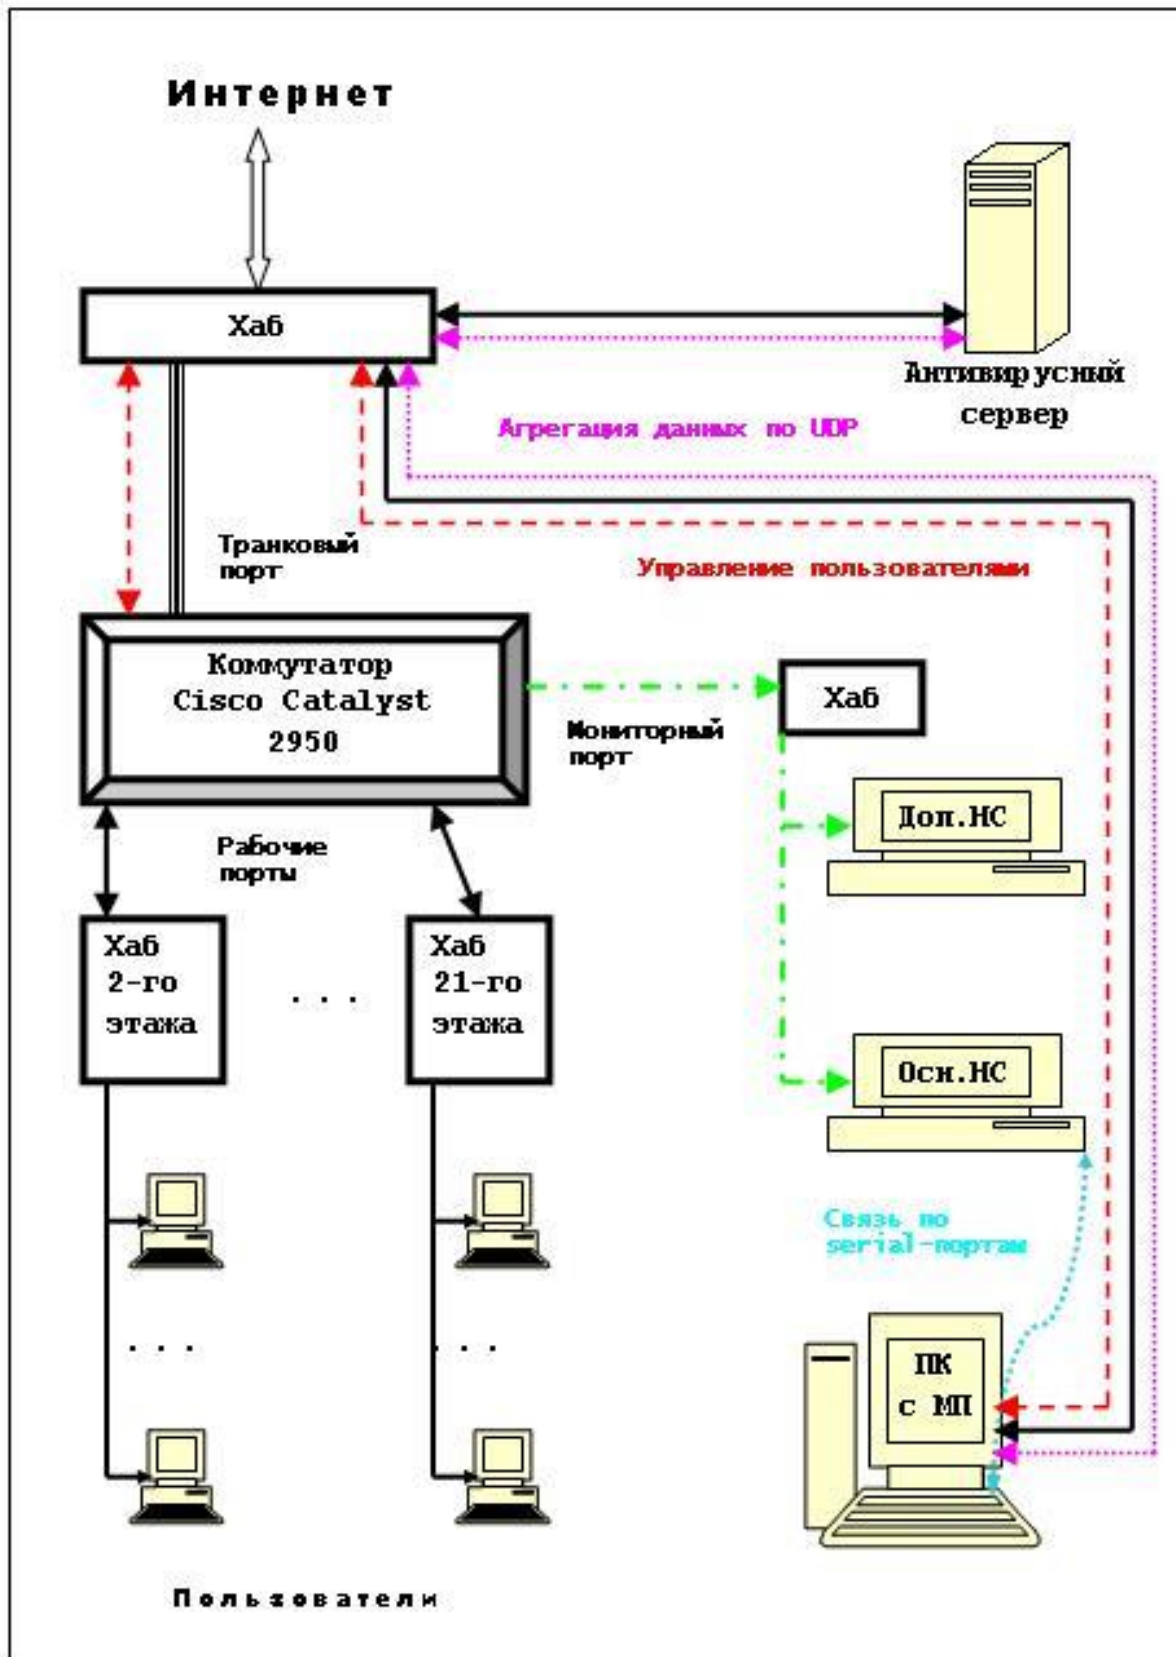 Интернет
Хаб
Антивирусный
сервер
Агрегация данных по UDP
Транковый
порт
Управление пользователями
Коммутатор
Cisco Catalyst
2950
Хаб
Мониторный
порт
Доп.НС
Рабочие
порты
Хаб
2-го
этажа
. . .
Хаб
21-го
этажа
Осн.НС
Связь по
serial-портам
. . .
. . .
ПК
с МП
Пользователи